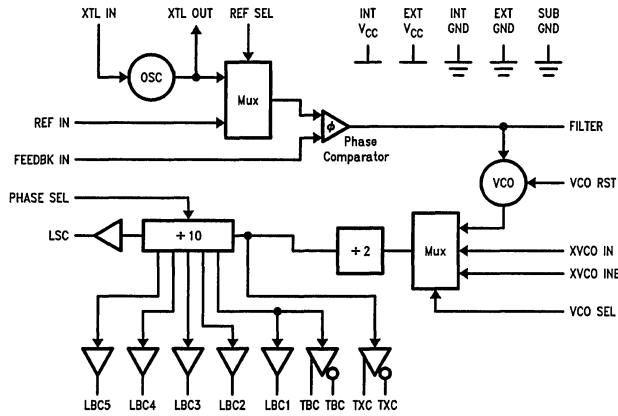 XTL IN XTL OUT REF SEL INT VCC EXT VCC INT GND EXT GND SUB GND
OSC
Mux
REF IN
ϕ
FILTER
FEEDBK IN
Phase Comparator
VCO
VCO RST
PHASE SEL
LSC
÷10
÷2
Mux
XVCO IN
XVCO INB
VCO SEL
LBC5 LBC4 LBC3 LBC2 LBC1 TBC TBC TXC TXC